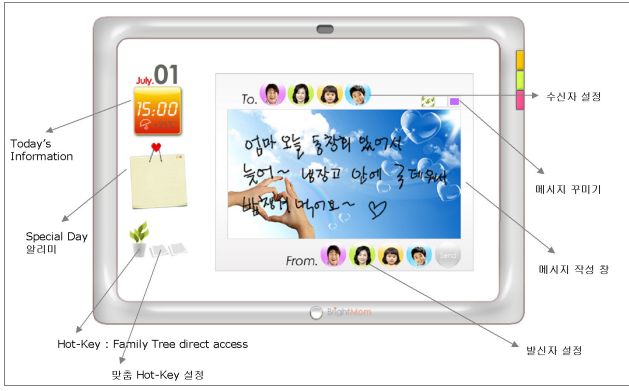 July.01
15:00
To.
수신자 설정
Today's
Information
엄마 오늘 동창회 있어서
늦어~ 냉장고 안에 국 데워서
밥 챙겨 먹어요~ ♡
메시지 꾸미기
Special Day
알리미
메시지 작성 창
From.
Send
BrightMom
Hot-Key : Family Tree direct access
발신자 설정
맞춤 Hot-Key 설정